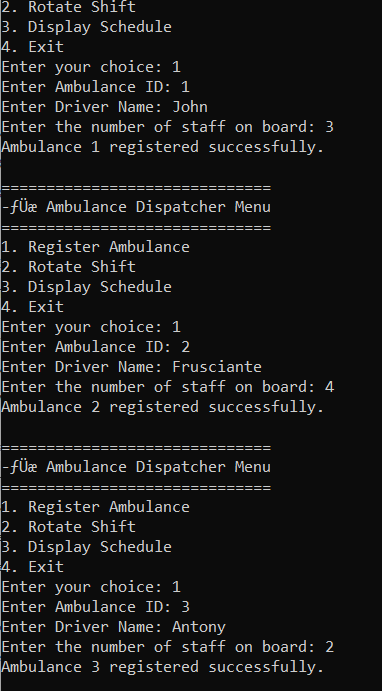 2. Rotate Shift
3. Display Schedule
4. Exit
Enter your choice: 1
Enter Ambulance ID: 1
Enter Driver Name: John
Enter the number of staff on board: 3
Ambulance 1 registered successfully.
==============================
-ƒÜæ Ambulance Dispatcher Menu
==============================
1. Register Ambulance
2. Rotate Shift
3. Display Schedule
4. Exit
Enter your choice: 1
Enter Ambulance ID: 2
Enter Driver Name: Frusciante
Enter the number of staff on board: 4
Ambulance 2 registered successfully.
==============================
-ƒÜæ Ambulance Dispatcher Menu
==============================
1. Register Ambulance
2. Rotate Shift
3. Display Schedule
4. Exit
Enter your choice: 1
Enter Ambulance ID: 3
Enter Driver Name: Antony
Enter the number of staff on board: 2
Ambulance 3 registered successfully.